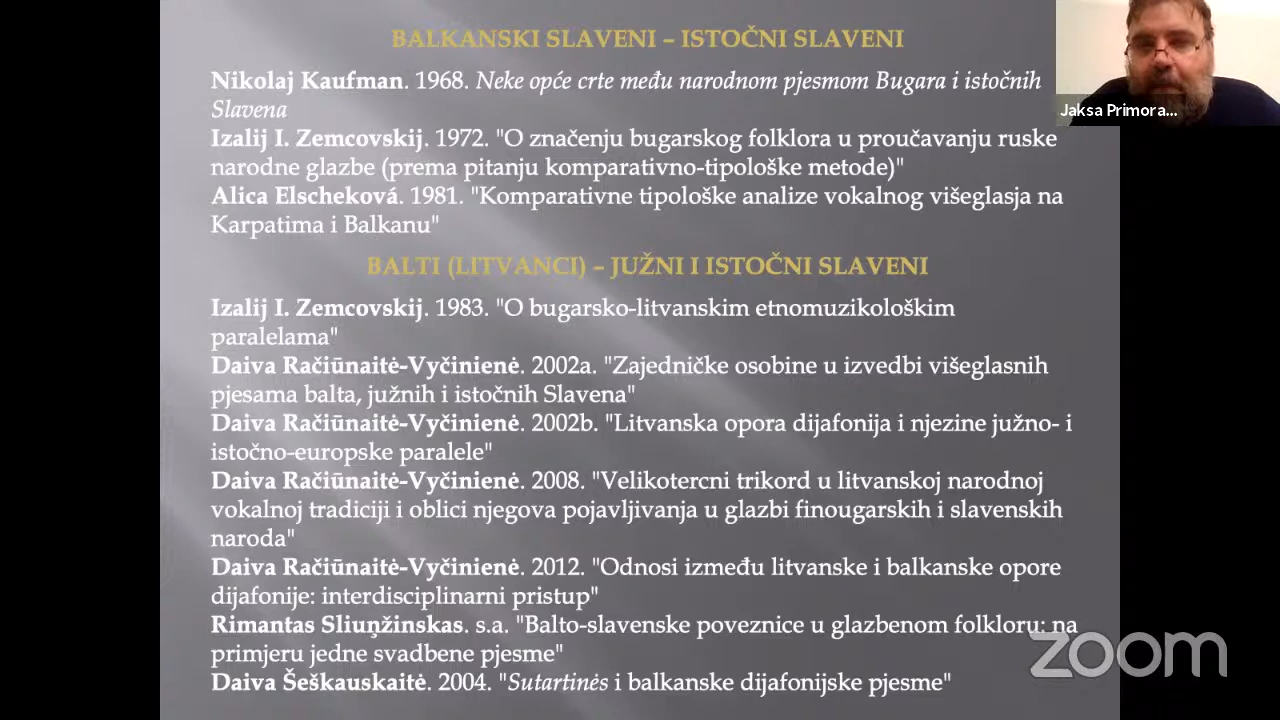 BALKANSKI SLAVENI – ISTOČNI SLAVENI
Nikolaj Kaufman. 1968. Neke opće crte među narodnom pjesmom Bugara i istočnih
Slavena
Izalij I. Zemcovskij. 1972. "O značenju bugarskog folklora u proučavanju ruske
narodne glazbe (prema pitanju komparativno-tipološke metode)"
Alica Elscheková. 1981. "Komparativne tipološke analize vokalnog višeglasja na
Karpatima i Balkanu"
BALTI (LITVANCI) – JUŽNI I ISTOČNI SLAVENI
Izalij I. Zemcovskij. 1983. "O bugarsko-litvanskim etnomuzikološkim
paralelama"
Daiva Račiūnaitė-Vyčinienė. 2002a. "Zajedničke osobine u izvedbi višeglasnih
pjesama balta, južnih i istočnih Slavena"
Daiva Račiūnaitė-Vyčinienė. 2002b. "Litvanska opora dijafonija i njezine južno- i
istočno-europske paralele"
Daiva Račiūnaitė-Vyčinienė. 2008. "Velikotercni trikord u litvanskoj narodnoj
vokalnoj tradiciji i oblici njegova pojavljivanja u glazbi finougarskih i slavenskih
naroda"
Daiva Račiūnaitė-Vyčinienė. 2012. "Odnosi između litvanske i balkanske opore
dijafonije: interdisciplinarni pristup"
Rimantas Sliuņžinskas. s.a. "Balto-slavenske poveznice u glazbenom folkloru: na
primjeru jedne svadbene pjesme"
Daiva Šeškauskaitė. 2004. "Sutartinės i balkanske dijafonijske pjesme"
Jaksa Primora...
zoom